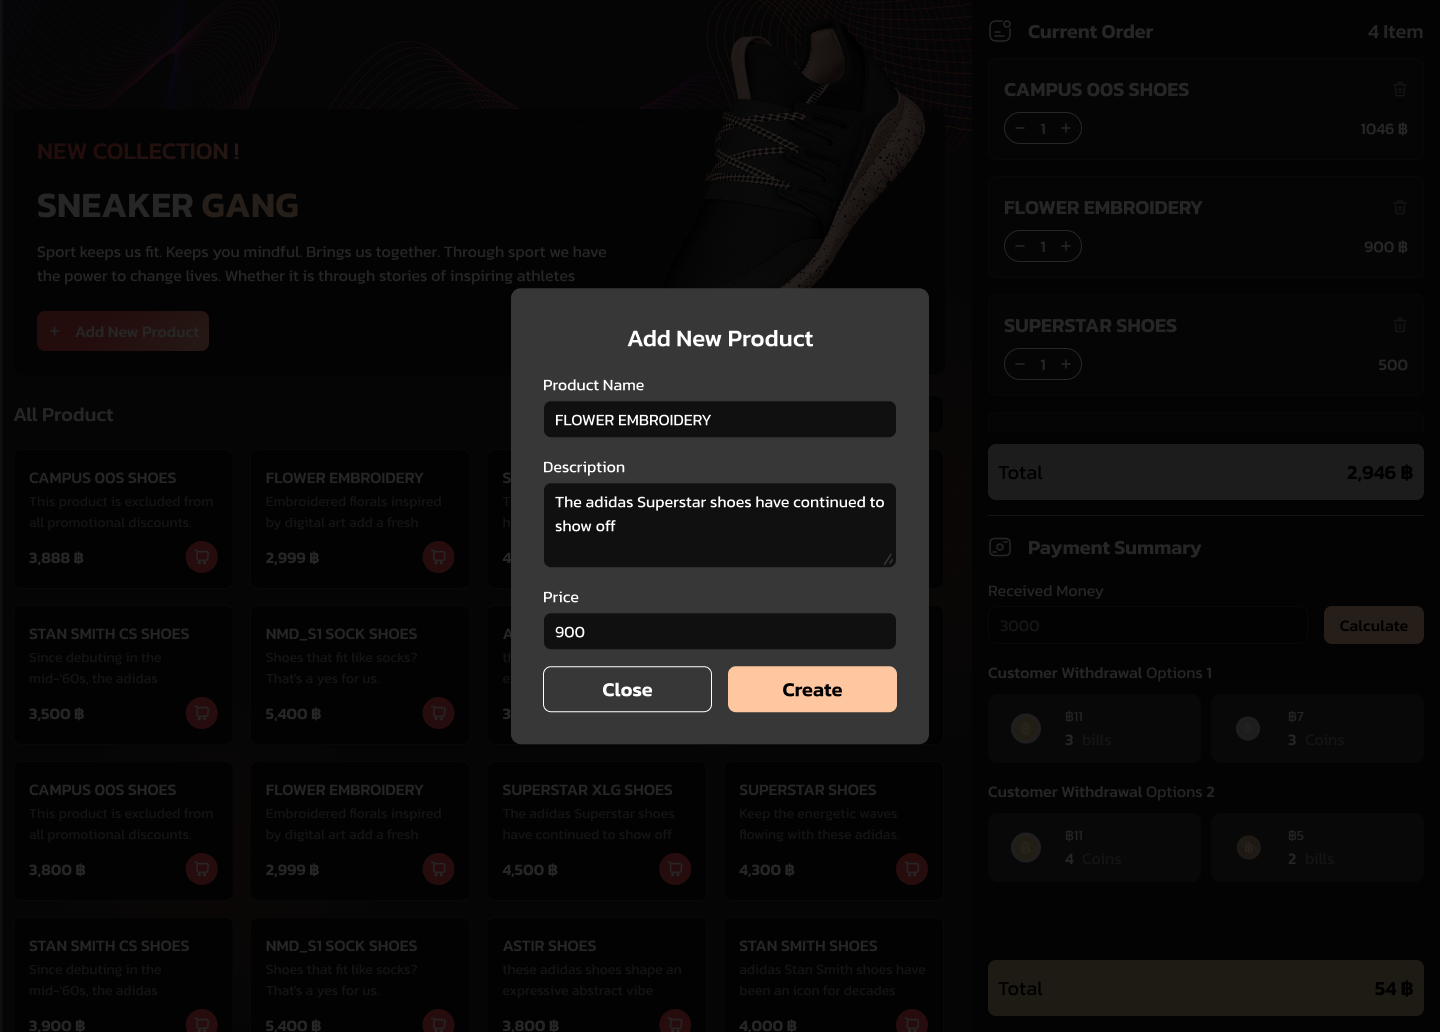 NEW COLLECTION !
SNEAKER GANG
Sport keeps us fit. Keeps you mindful. Brings us together. Through sport we have
the power to change lives. Whether it is through stories of inspiring athletes
+ Add New Product
All Product
CAMPUS 00S SHOES
This product is excluded from
all promotional discounts.
3,888 ฿
FLOWER EMBROIDERY
Embroidered florals inspired
by digital art add a fresh
2,999 ฿
STAN SMITH CS SHOES
Since debuting in the
mid-'60s, the adidas
3,500 ฿
NMD_S1 SOCK SHOES
Shoes that fit like socks?
That's a yes for us.
5,400 ฿
CAMPUS 00S SHOES
This product is excluded from
all promotional discounts.
3,800 ฿
FLOWER EMBROIDERY
Embroidered florals inspired
by digital art add a fresh
2,999 ฿
SUPERSTAR XLG SHOES
The adidas Superstar shoes
have continued to show off
4,500 ฿
SUPERSTAR SHOES
Keep the energetic waves
flowing with these adidas.
4,300 ฿
STAN SMITH CS SHOES
Since debuting in the
mid-'60s, the adidas
3,900 ฿
NMD_S1 SOCK SHOES
Shoes that fit like socks?
That's a yes for us.
5,400 ฿
ASTIR SHOES
these adidas shoes shape an
expressive abstract vibe
3,800 ฿
STAN SMITH SHOES
adidas Stan Smith shoes have
been an icon for decades
4,000 ฿
Add New Product
Product Name
FLOWER EMBROIDERY
Description
The adidas Superstar shoes have continued to
show off
Price
900
Close
Create
Current Order
4 Item
CAMPUS 00S SHOES
− 1 +
1046 ฿
FLOWER EMBROIDERY
− 1 +
900 ฿
SUPERSTAR SHOES
− 1 +
500
Total
2,946 ฿
Payment Summary
Received Money
3000
Calculate
Customer Withdrawal Options 1
฿11
3 bills
฿7
3 Coins
Customer Withdrawal Options 2
฿11
4 Coins
฿5
2 bills
Total
54 ฿